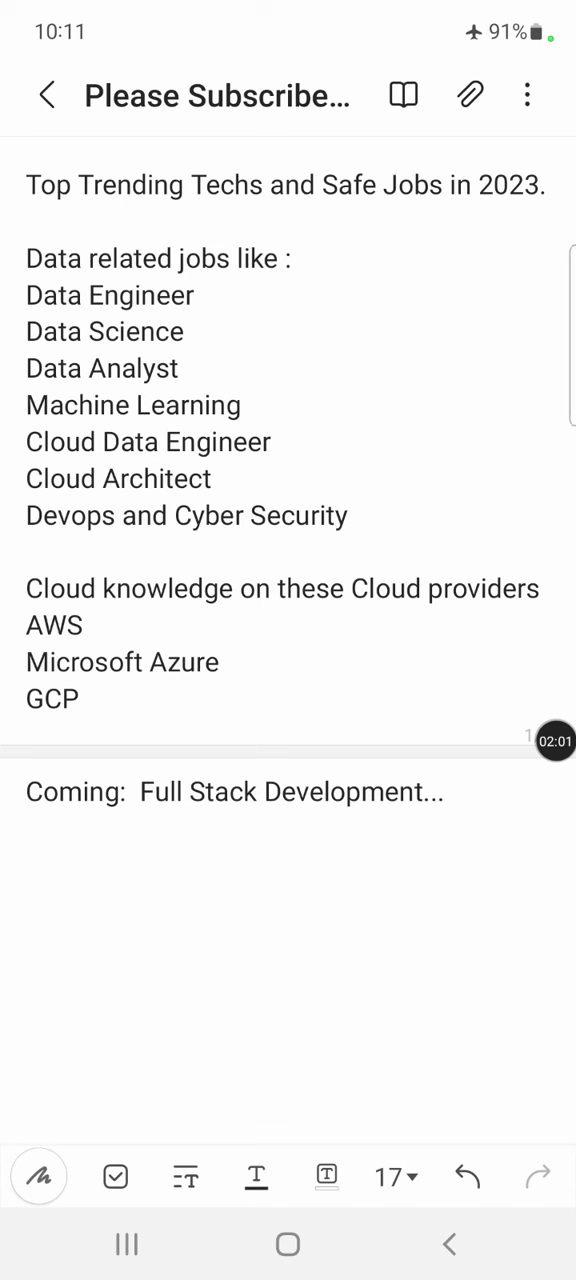 10:11
91%
Please Subscribe...
Top Trending Techs and Safe Jobs in 2023.
Data related jobs like :
Data Engineer
Data Science
Data Analyst
Machine Learning
Cloud Data Engineer
Cloud Architect
Devops and Cyber Security
Cloud knowledge on these Cloud providers
AWS
Microsoft Azure
GCP
1
02:01
Coming:  Full Stack Development...
T
T
T
17